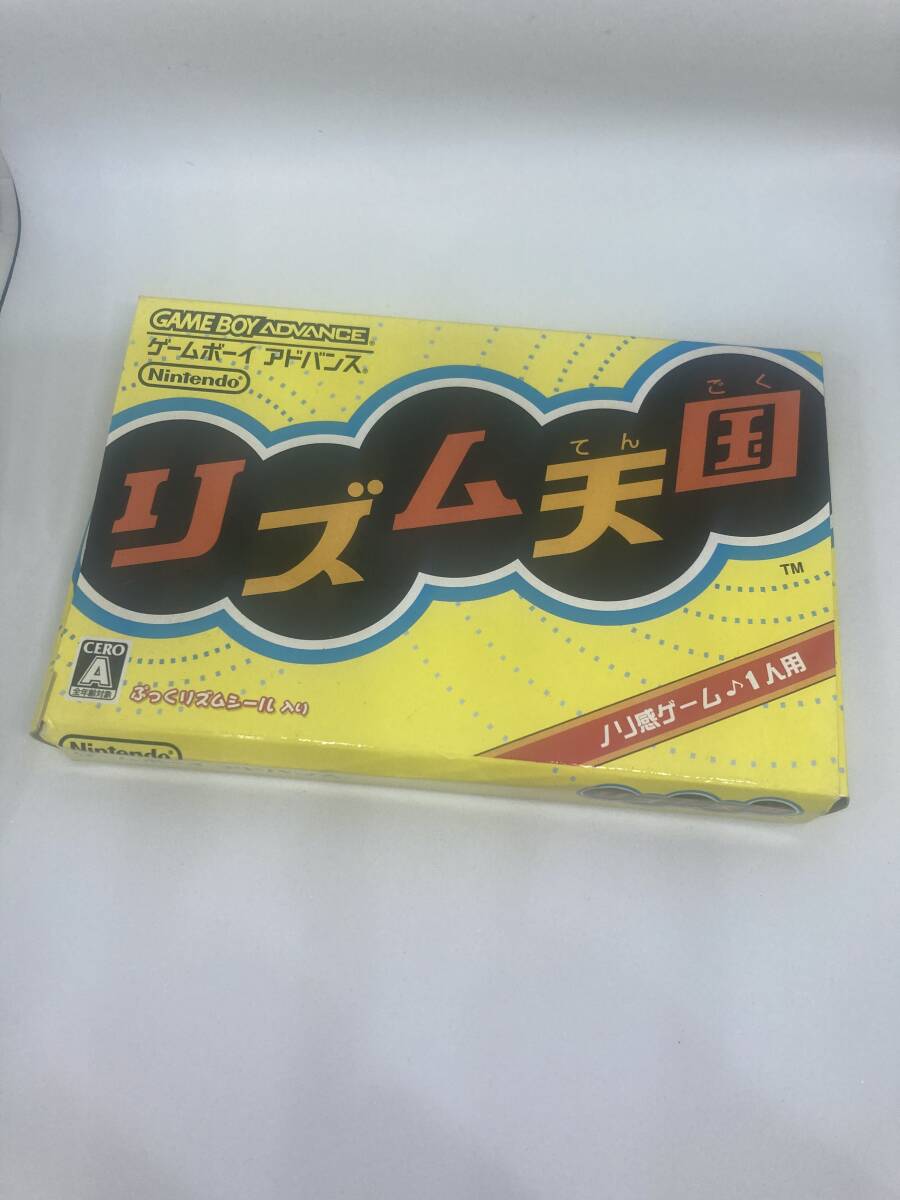 GAME BOY ADVANCE®
ゲームボーイ アドバンス®
Nintendo®
リズム天国
てん
ごく
TM
CERO
A
全年齢対象
ぷっくリズムシール入り
ノリ感ゲーム♪1人用
Nintendo®